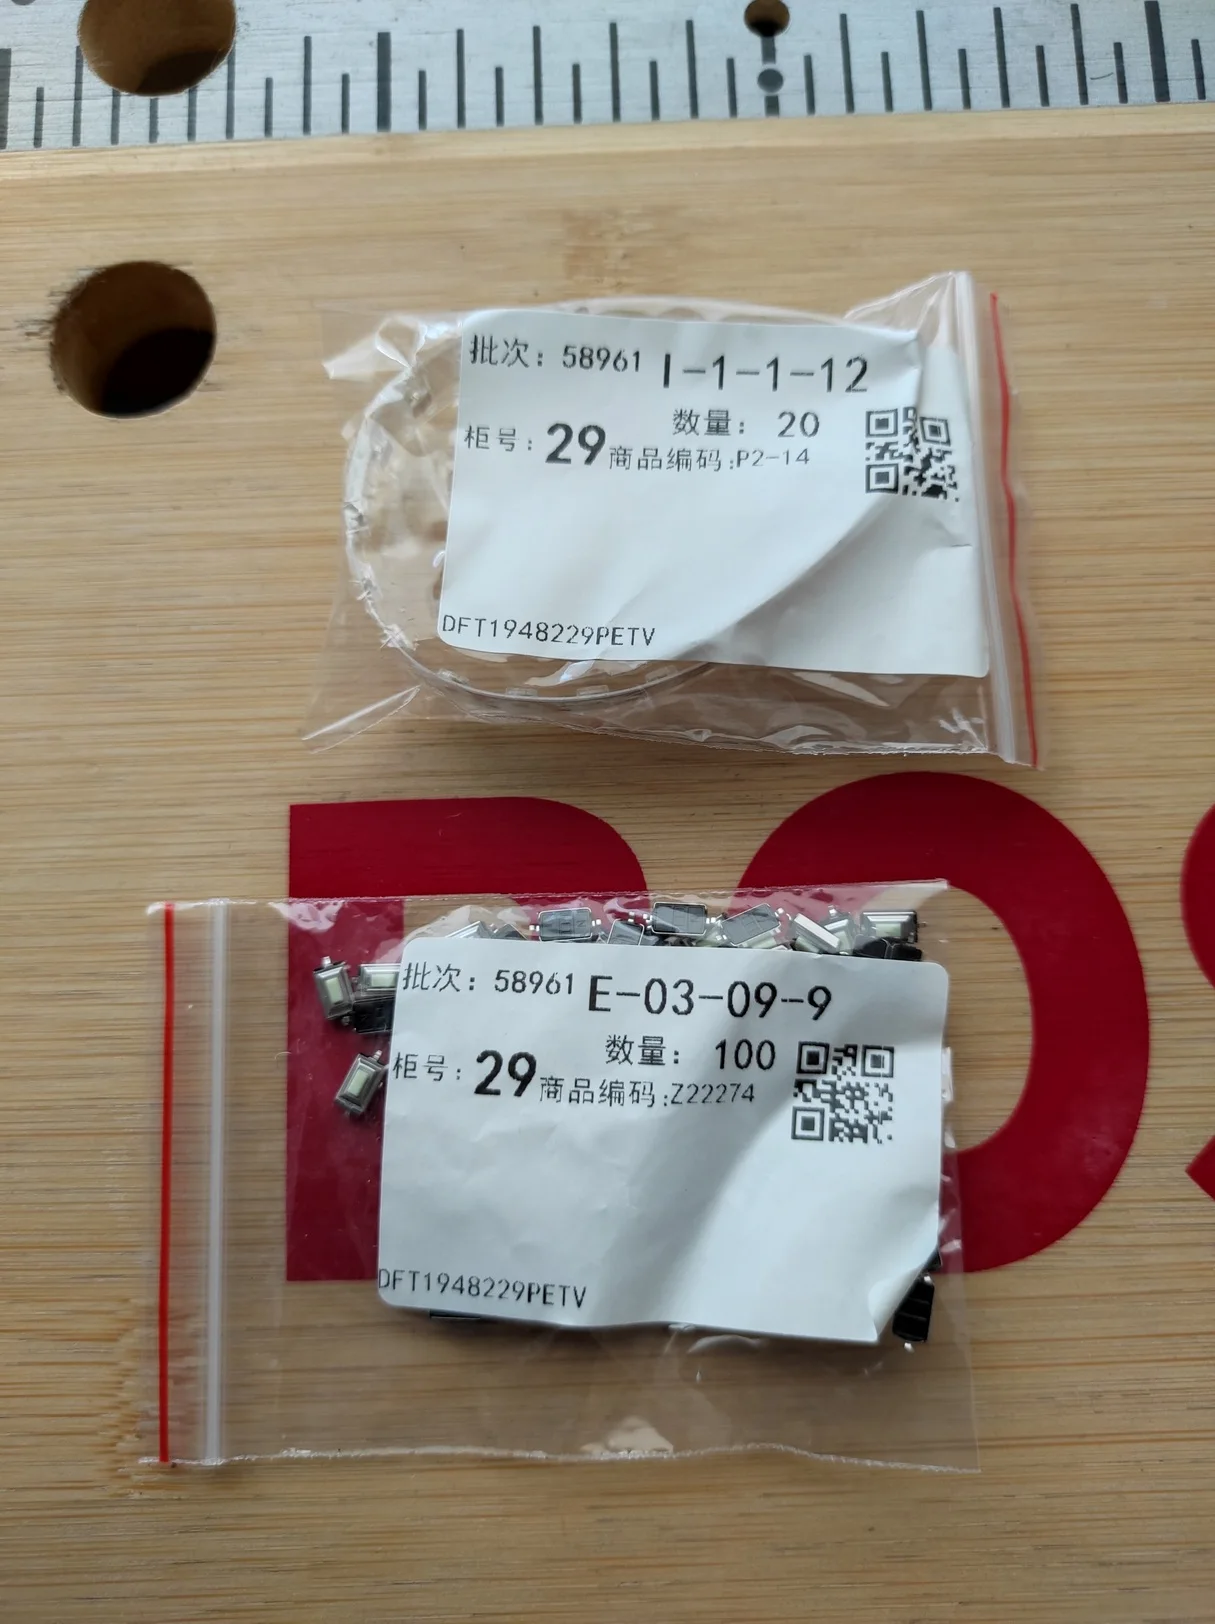 批次: 58961 I-1-1-12
数量: 20
柜号: 29 商品编码:P2-14
DFT1948229PETV
批次: 58961 E-03-09-9
数量: 100
柜号: 29 商品编码:Z22274
DFT1948229PETV